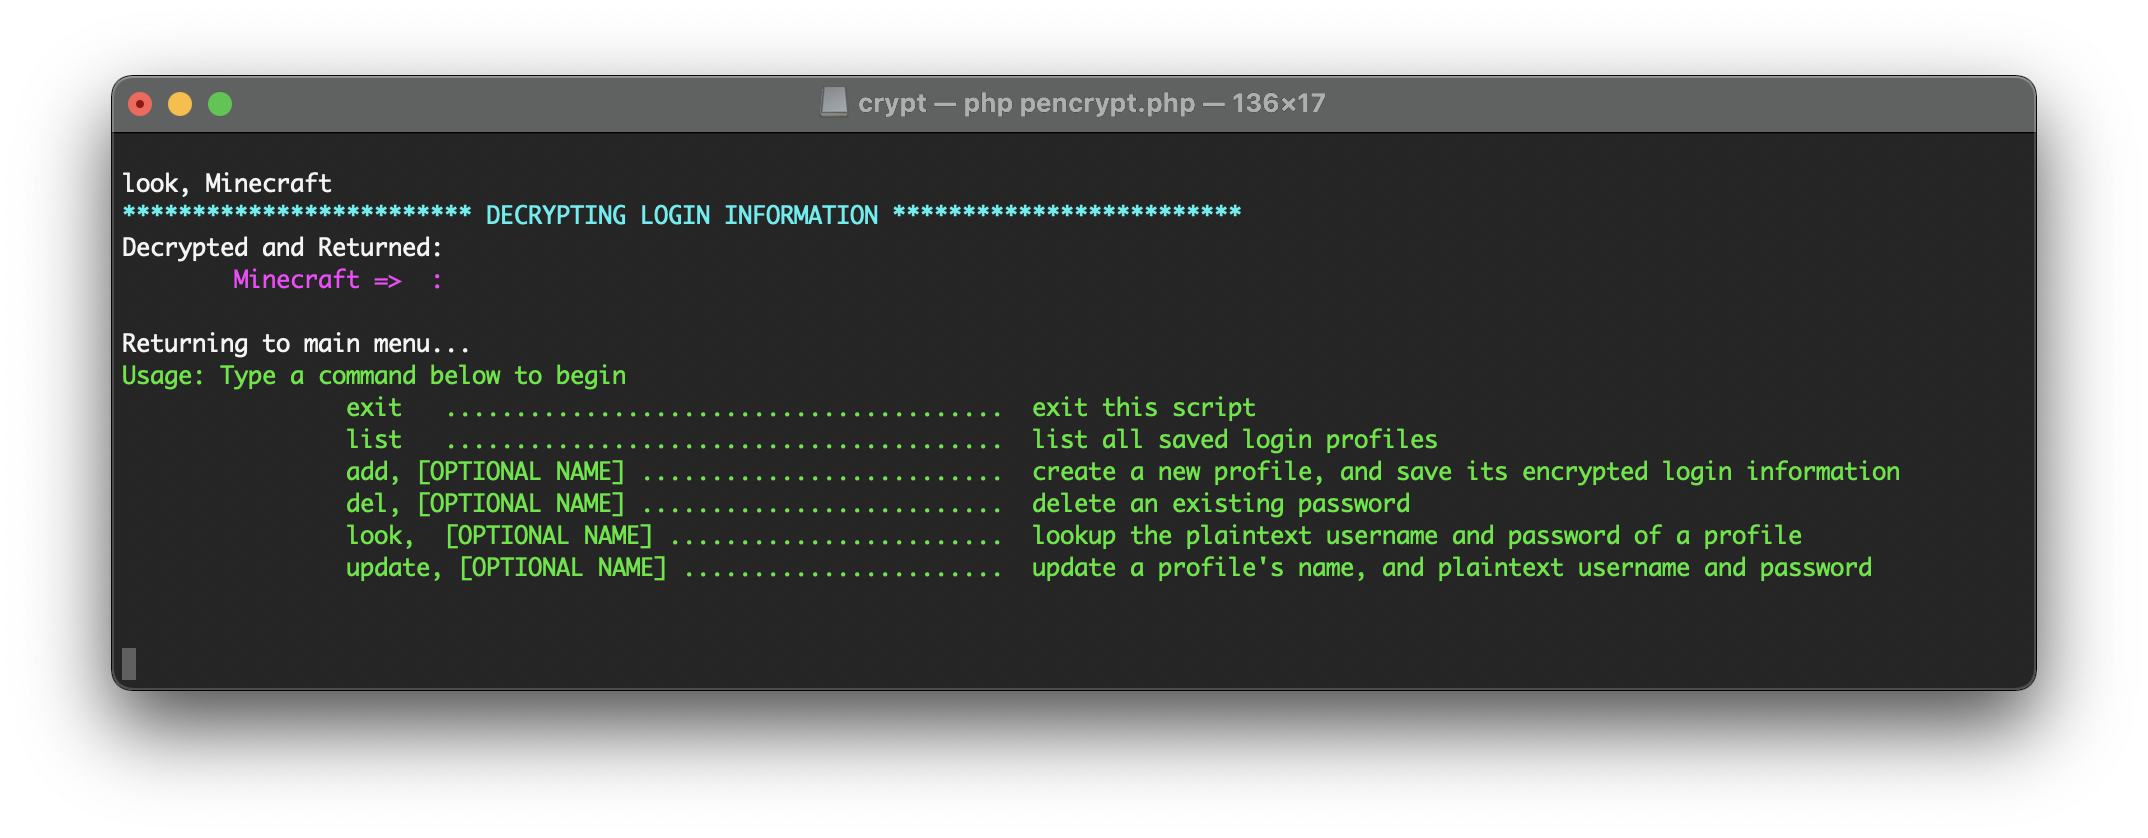 crypt — php pencrypt.php — 136×17
look, Minecraft
************************* DECRYPTING LOGIN INFORMATION *************************
Decrypted and Returned:
Minecraft =>  :
Returning to main menu...
Usage: Type a command below to begin
exit   ........................................  exit this script
list   ........................................  list all saved login profiles
add, [OPTIONAL NAME] ..........................  create a new profile, and save its encrypted login information
del, [OPTIONAL NAME] ..........................  delete an existing password
look,  [OPTIONAL NAME] ........................  lookup the plaintext username and password of a profile
update, [OPTIONAL NAME] .......................  update a profile's name, and plaintext username and password